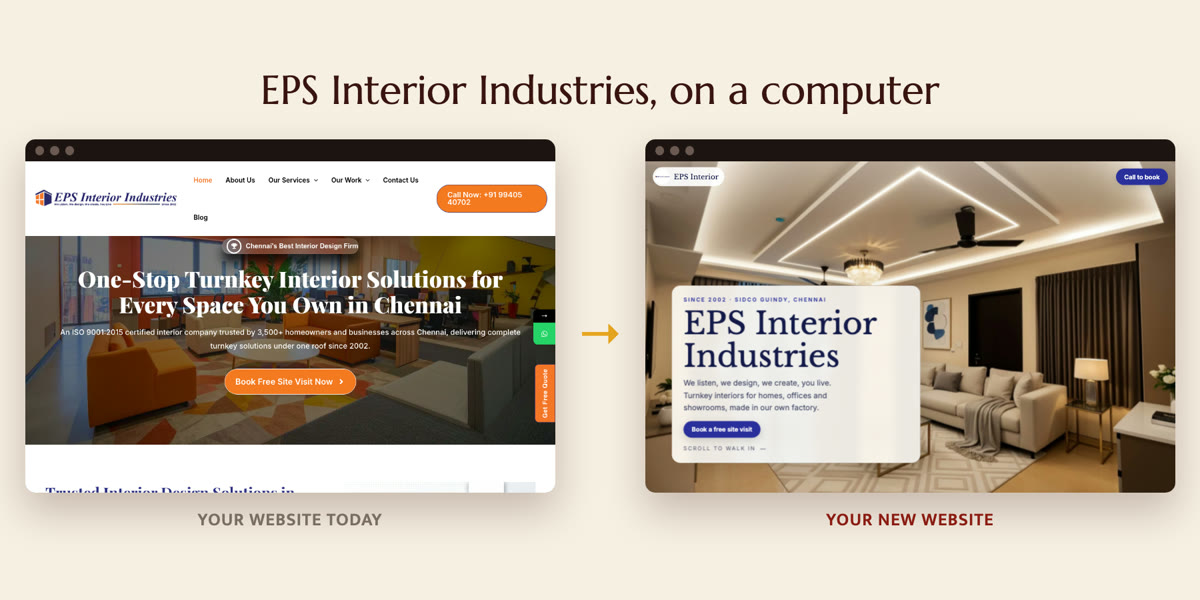 EPS Interior Industries, on a computer
EPS Interior Industries
Home
About Us
Our Services
Our Work
Contact Us
Blog
Call Now: +91 99405
40702
Chennai's Best Interior Design Firm
One-Stop Turnkey Interior Solutions for
Every Space You Own in Chennai
An ISO 9001:2015 certified interior company trusted by 3,500+ homeowners and businesses across Chennai, delivering complete
turnkey solutions under one roof since 2002.
Book Free Site Visit Now
Get Free Quote
Trusted Interior Design Solutions in
YOUR WEBSITE TODAY
EPS Interior
Call to book
SINCE 2002 · SIDCO GUINDY, CHENNAI
EPS Interior
Industries
We listen, we design, we create, you live.
Turnkey interiors for homes, offices and
showrooms, made in our own factory.
Book a free site visit
SCROLL TO WALK IN
YOUR NEW WEBSITE